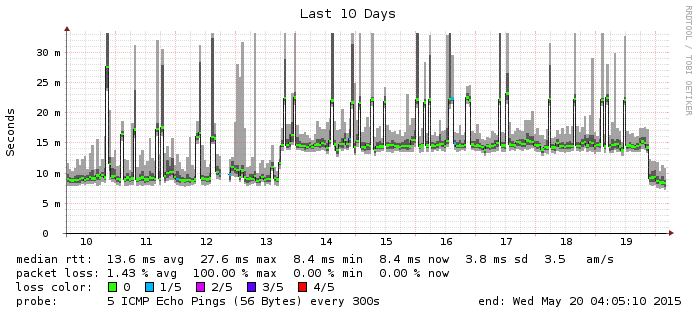 Last 10 Days
RRDTOOL / TOBI OETIKER
Seconds
30 m
25 m
20 m
15 m
10 m
5 m
0
10 11 12 13 14 15 16 17 18 19
median rtt: 13.6 ms avg 27.6 ms max 8.4 ms min 8.4 ms now 3.8 ms sd 3.5 am/s
packet loss: 1.43 % avg 100.00 % max 0.00 % min 0.00 % now
loss color: 0 1/5 2/5 3/5 4/5
probe: 5 ICMP Echo Pings (56 Bytes) every 300s end: Wed May 20 04:05:10 2015